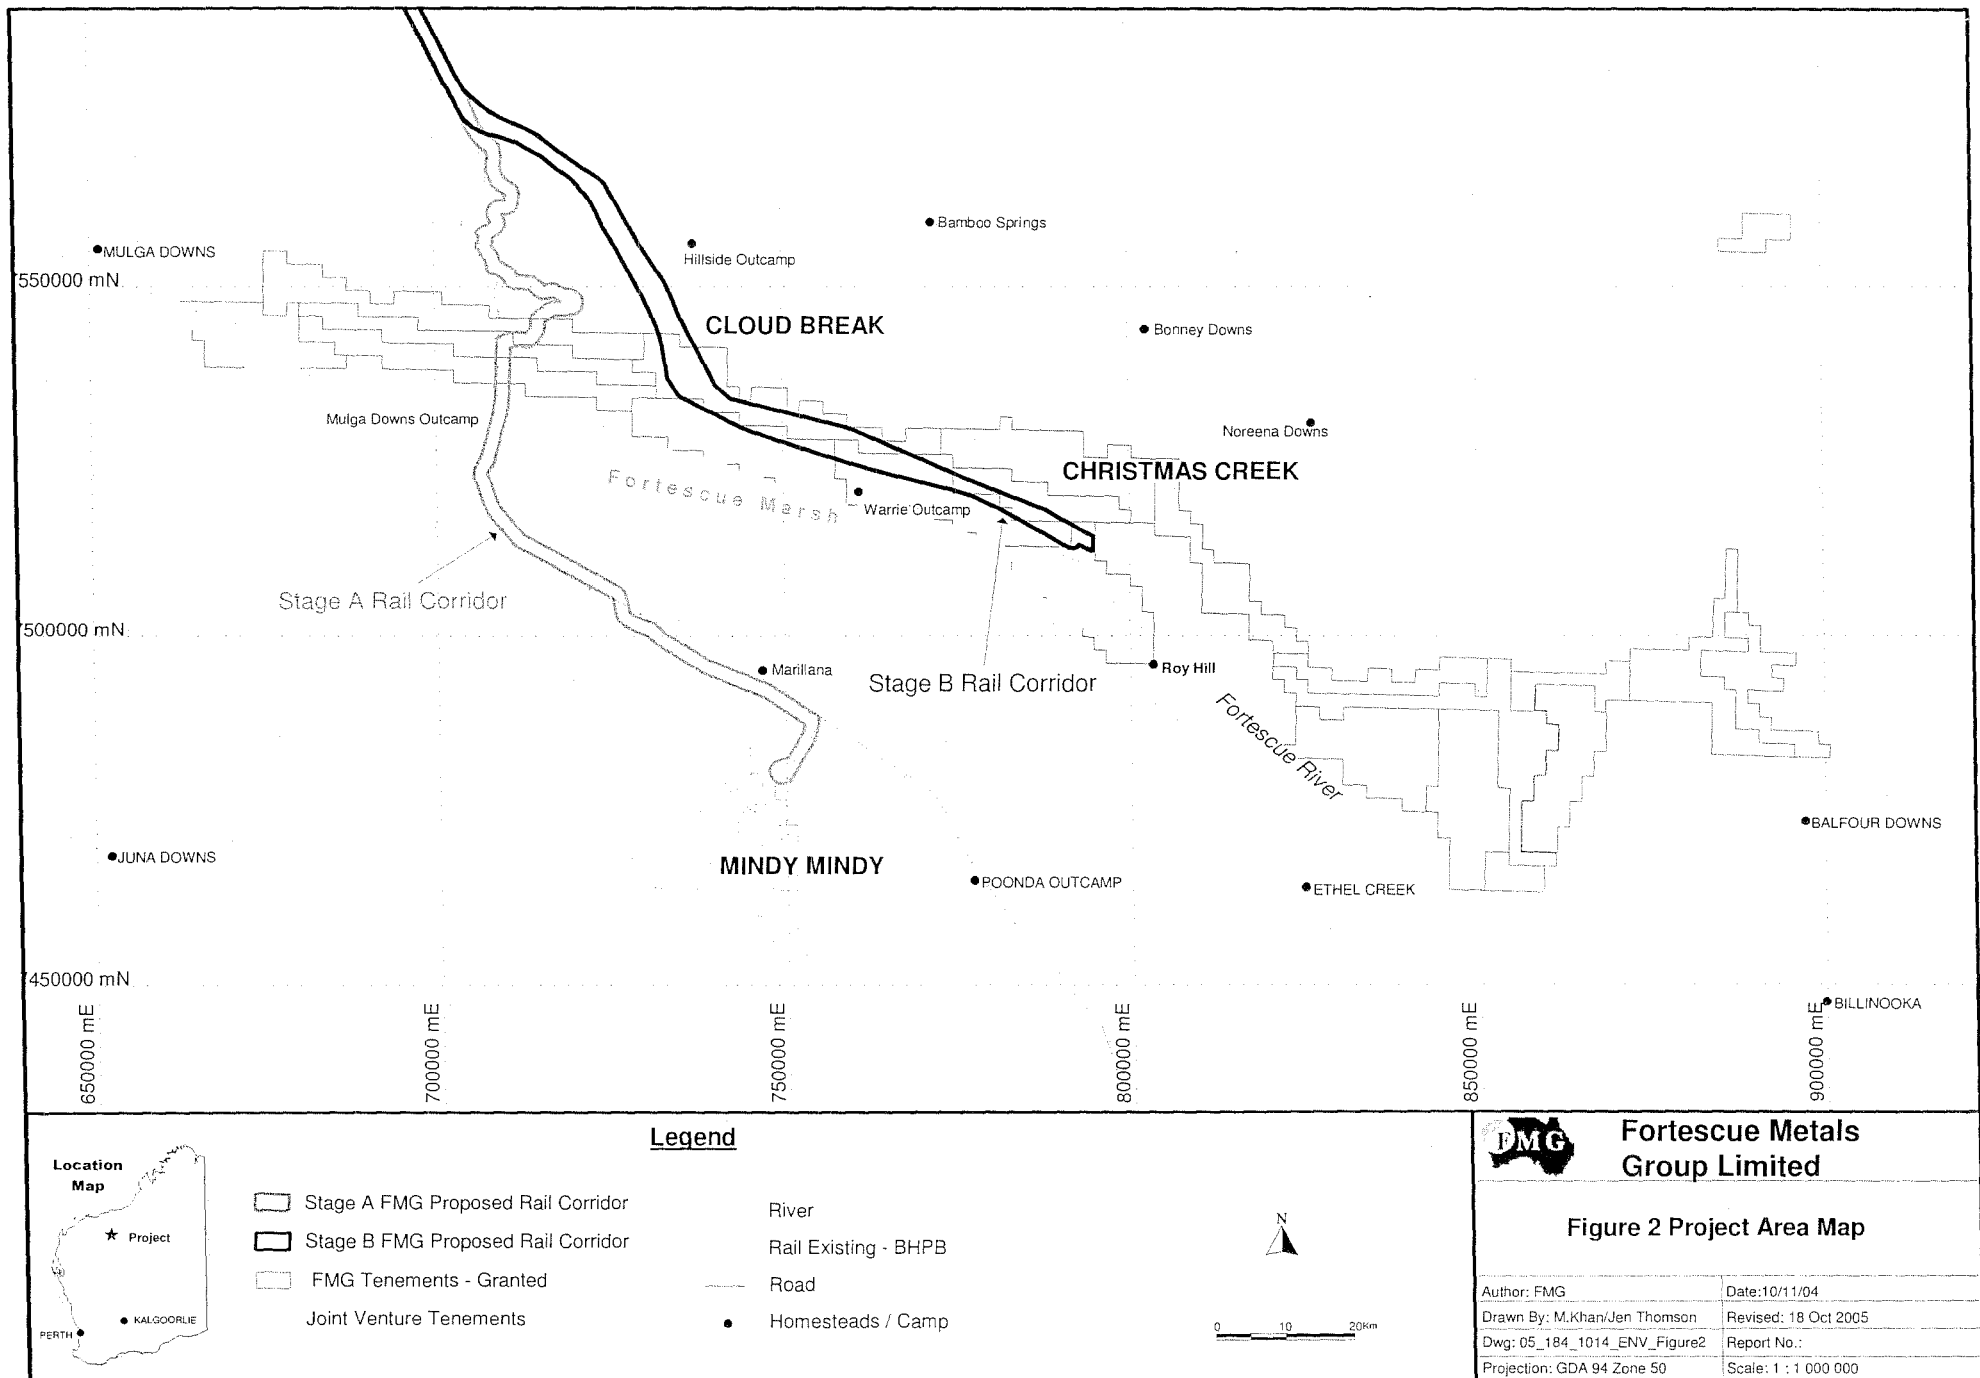 Bamboo Springs
MULGA DOWNS
Hillside Outcamp
550000 mN
CLOUD BREAK
Bonney Downs
Mulga Downs Outcamp
Noreena Downs
CHRISTMAS CREEK
Fortescue Marsh
Warrie Outcamp
Stage A Rail Corridor
500000 mN
Marillana
Roy Hill
Stage B Rail Corridor
Fortescue River
BALFOUR DOWNS
JUNA DOWNS
MINDY MINDY
POONDA OUTCAMP
ETHEL CREEK
450000 mN
BILLINOOKA
650000 mE
700000 mE
750000 mE
800000 mE
850000 mE
900000 mE
Legend
Location
Map
Project
KALGOORLIE
PERTH
Stage A FMG Proposed Rail Corridor
Stage B FMG Proposed Rail Corridor
FMG Tenements - Granted
Joint Venture Tenements
River
Rail Existing - BHPB
Road
Homesteads / Camp
N
0 10 20Km
FMG
Fortescue Metals
Group Limited
Figure 2 Project Area Map
Author: FMG
Date:10/11/04
Drawn By: M.Khan/Jen Thomson
Revised: 18 Oct 2005
Dwg: 05_184_1014_ENV_Figure2
Report No.:
Projection: GDA 94 Zone 50
Scale: 1 : 1 000 000